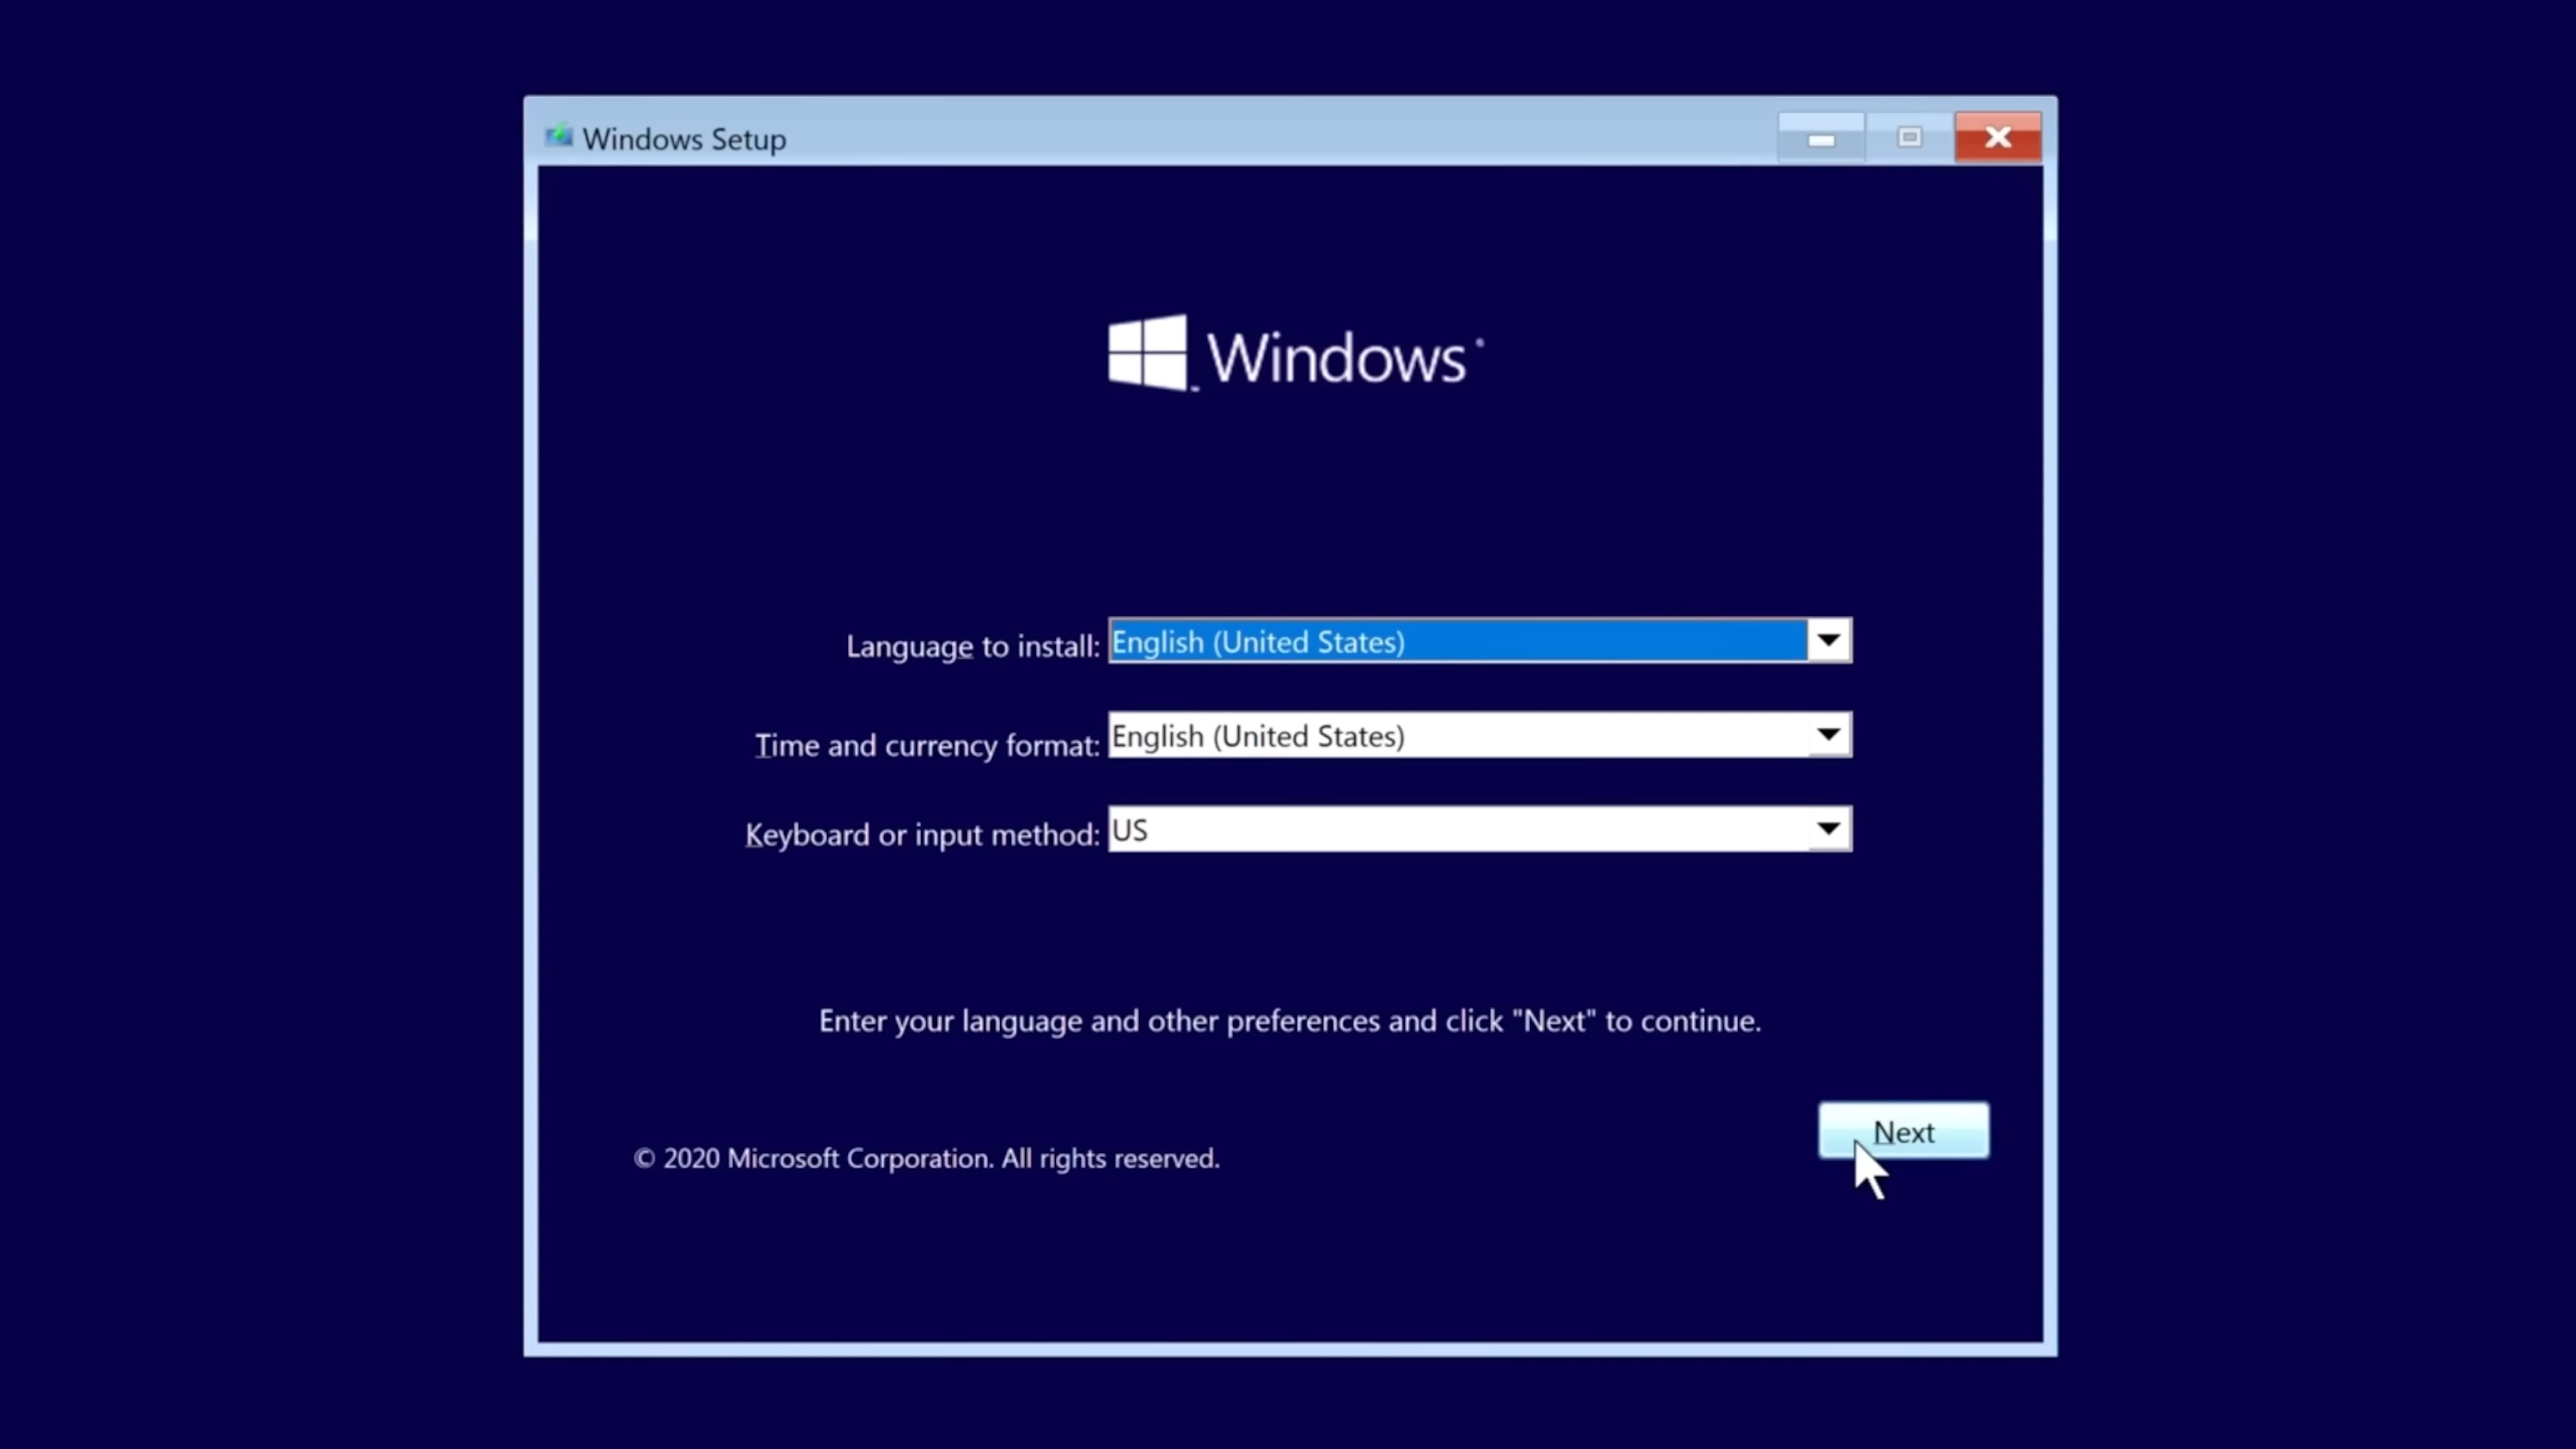 Windows Setup
Windows
Language to install: English (United States)
Time and currency format: English (United States)
Keyboard or input method: US
Enter your language and other preferences and click "Next" to continue.
Next
© 2020 Microsoft Corporation. All rights reserved.